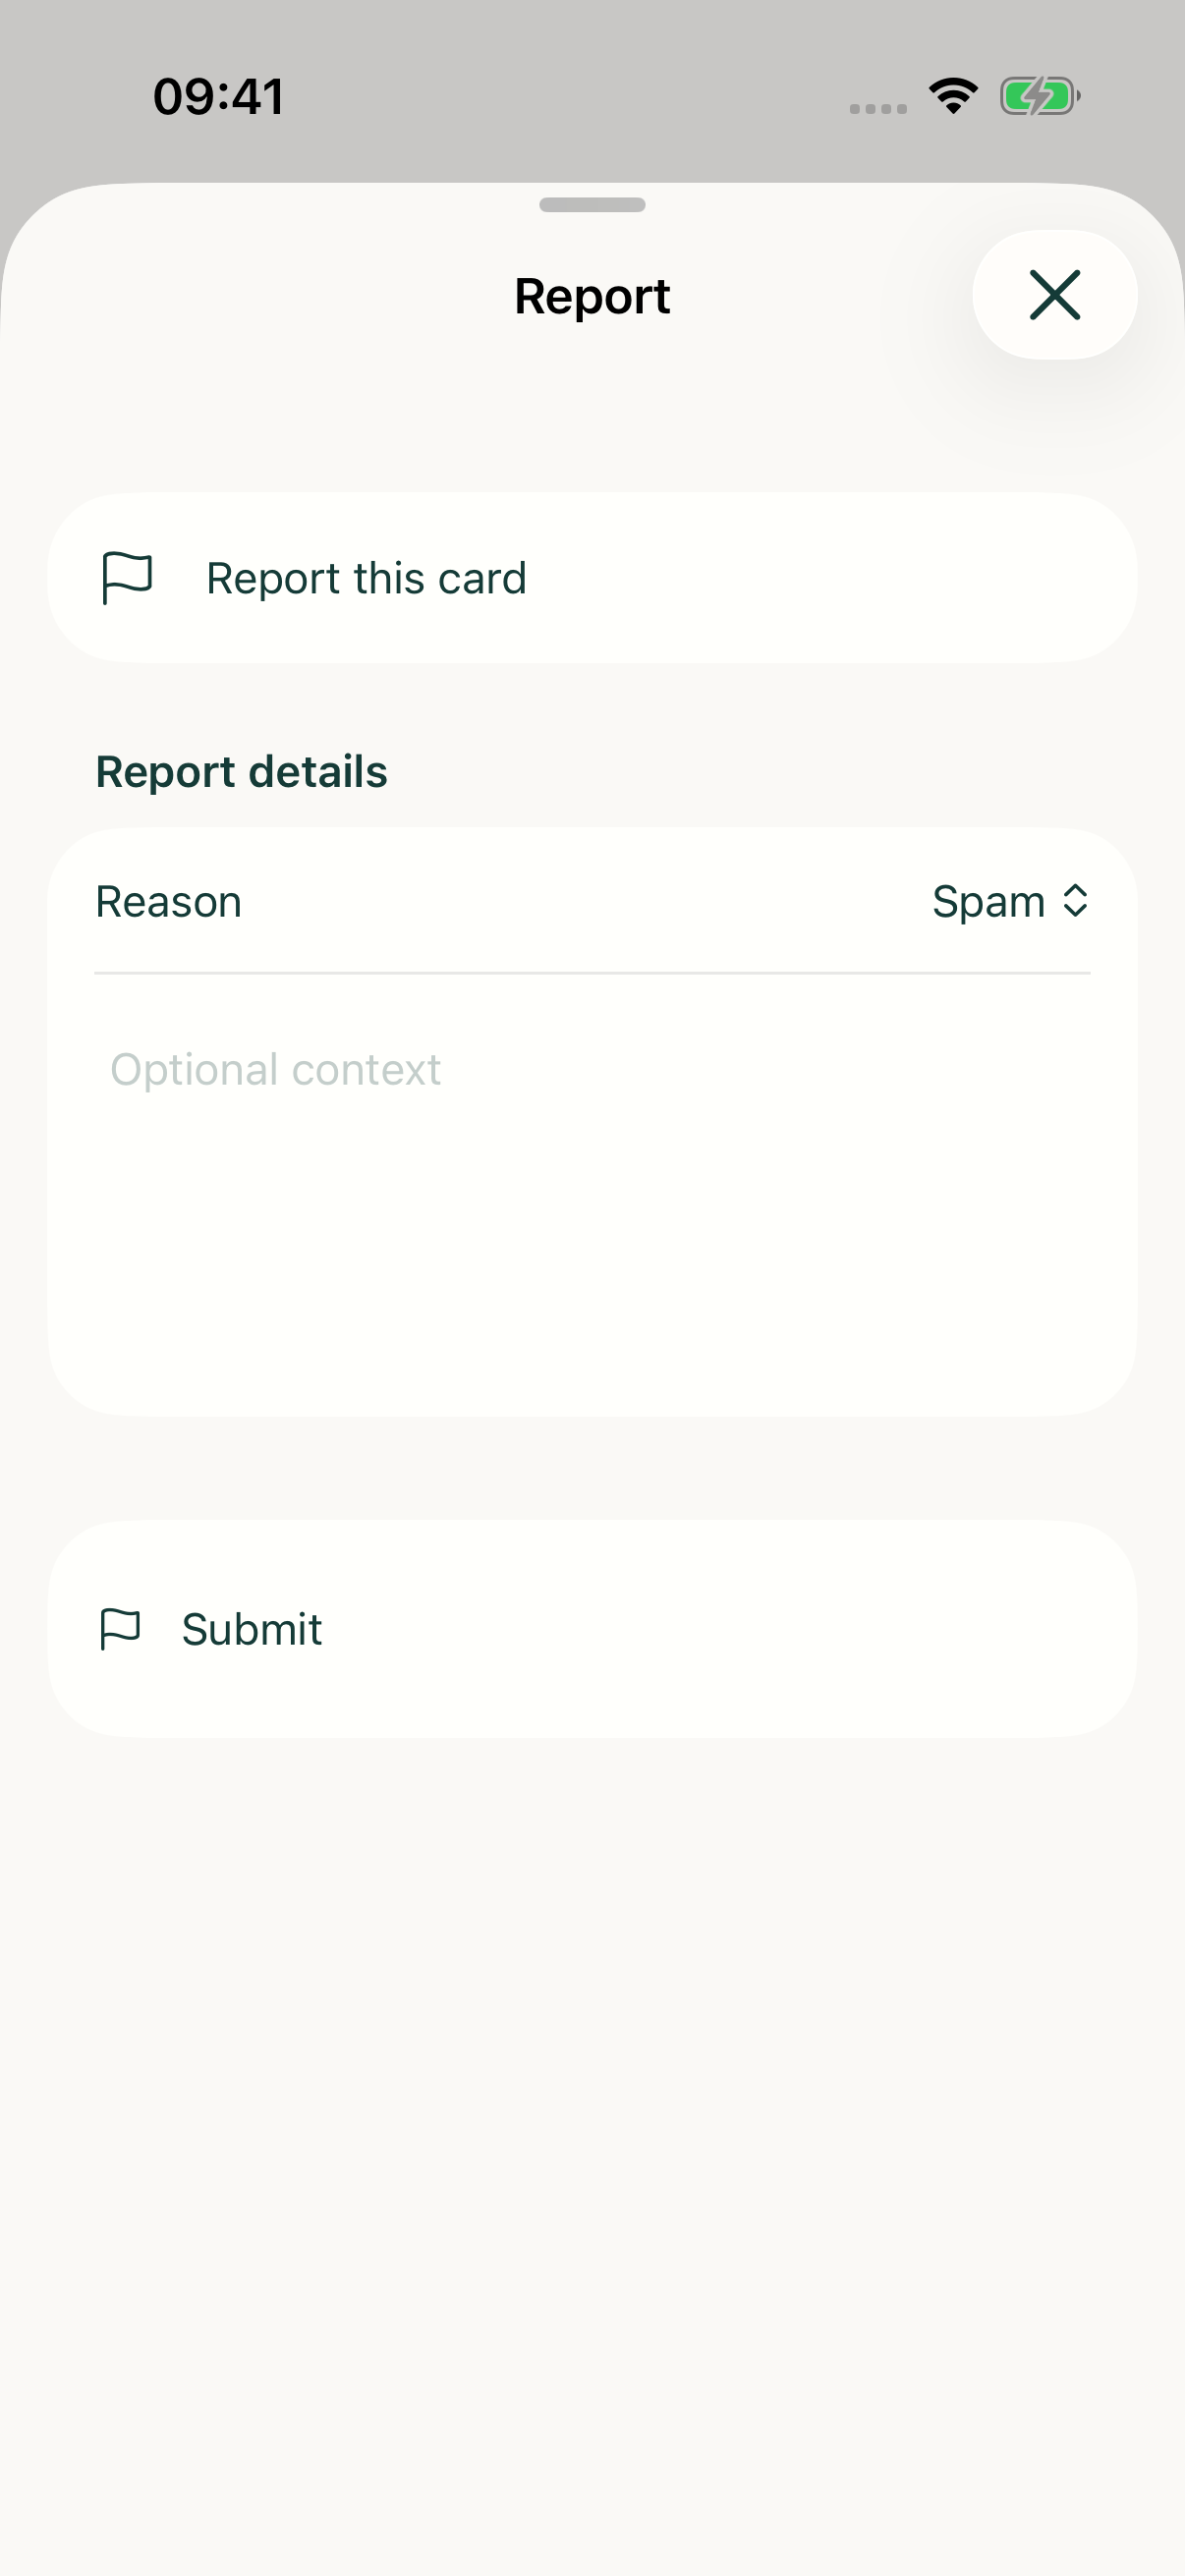 09:41
Report
Report this card
Report details
Reason
Spam
Optional context
Submit